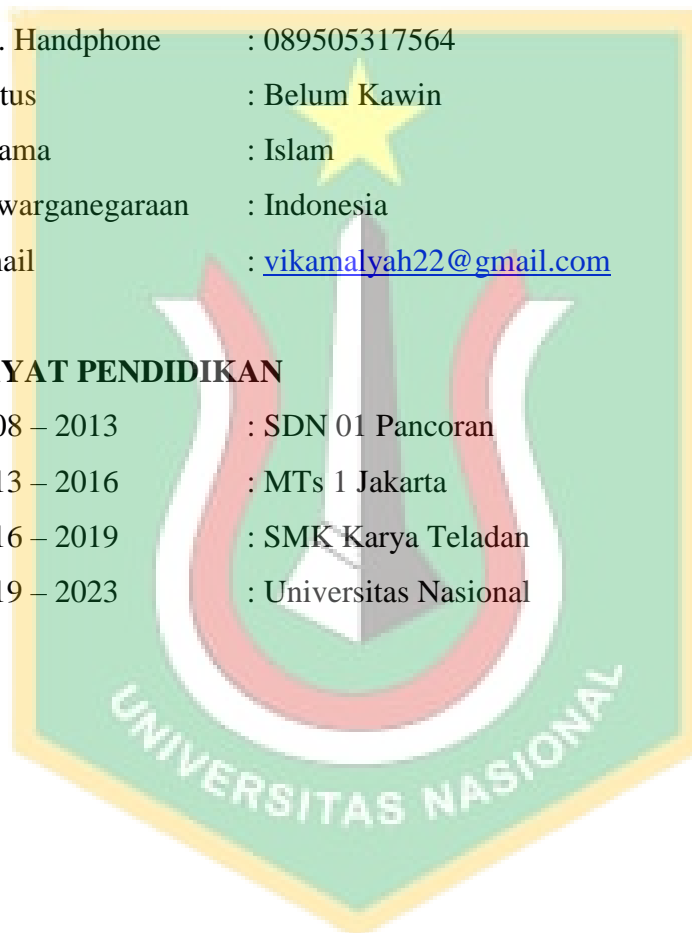 . Handphone : 089505317564
tus : Belum Kawin
ama : Islam
warganegaraan : Indonesia
ail : vikamalyah22@gmail.com
YAT PENDIDIKAN
08 – 2013 : SDN 01 Pancoran
13 – 2016 : MTs 1 Jakarta
16 – 2019 : SMK Karya Teladan
19 – 2023 : Universitas Nasional
UNIVERSITAS NASIONAL